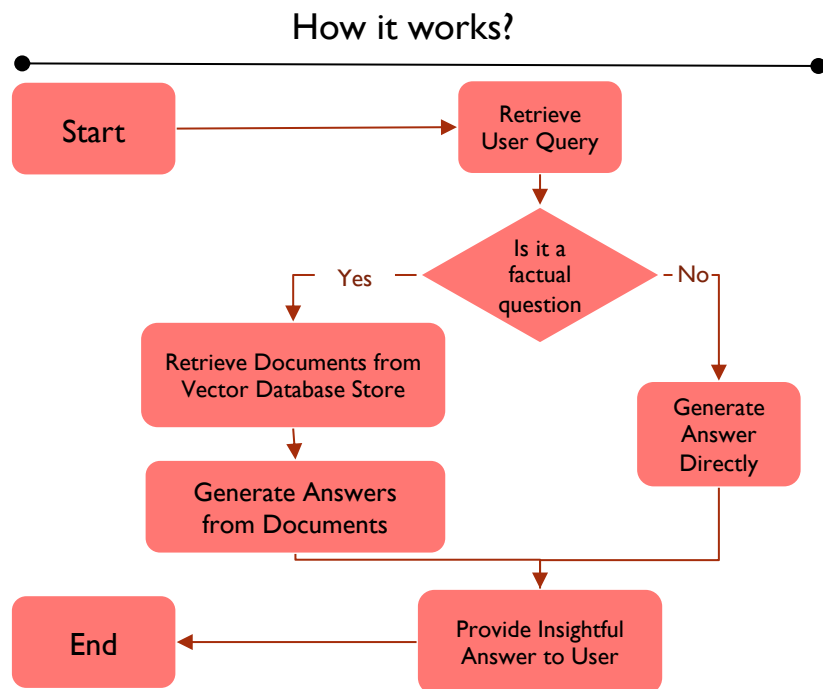 How it works?
Start
Retrieve
User Query
Is it a
factual
question
Yes
No
Retrieve Documents from
Vector Database Store
Generate
Answer
Directly
Generate Answers
from Documents
Provide Insightful
Answer to User
End